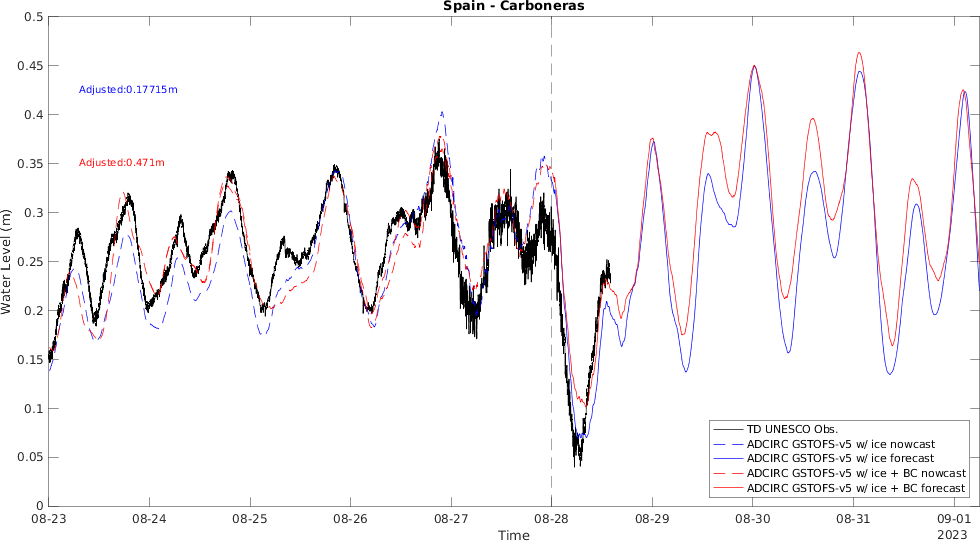 Spain - Carboneras
0.5
0.45
0.4
0.35
0.3
0.25
0.2
0.15
0.1
0.05
0
Water Level (m)
Adjusted:0.17715m
Adjusted:0.471m
TD UNESCO Obs.
ADCIRC GSTOFS-v5 w/ ice nowcast
ADCIRC GSTOFS-v5 w/ ice forecast
ADCIRC GSTOFS-v5 w/ ice + BC nowcast
ADCIRC GSTOFS-v5 w/ ice + BC forecast
08-23 08-24 08-25 08-26 08-27 08-28 08-29 08-30 08-31 09-01
2023
Time